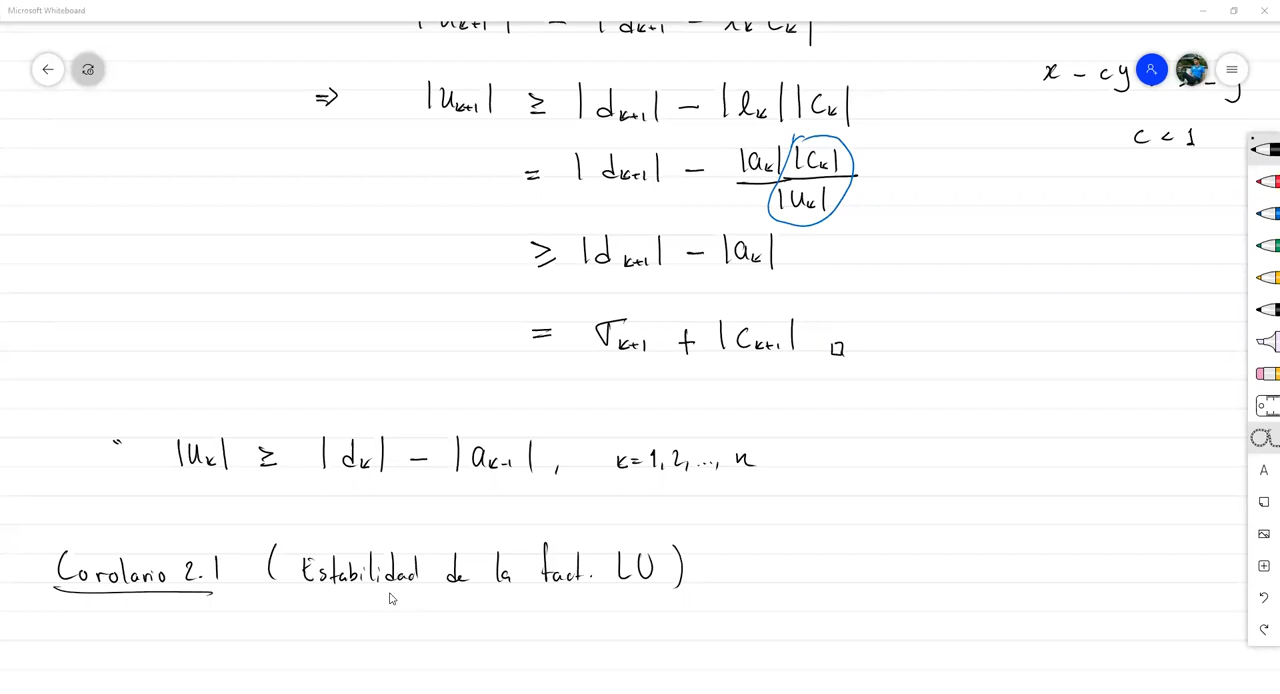 Microsoft Whiteboard
|u_{k+1}| = |d_{k+1} - l_k c_k|
x - cy
- y
⇒ |u_{k+1}| ≥ |d_{k+1}| - |l_k| |c_k|
c < 1
= |d_{k+1}| - |a_k| |c_k| / |u_k|
≥ |d_{k+1}| - |a_k|
= σ_{k+1} + |c_{k+1}| □
|u_k| ≥ |d_k| - |a_{k-1}|, k = 1, 2, ..., n
Corolario 2.1 ( Estabilidad de la fact. LU )
A